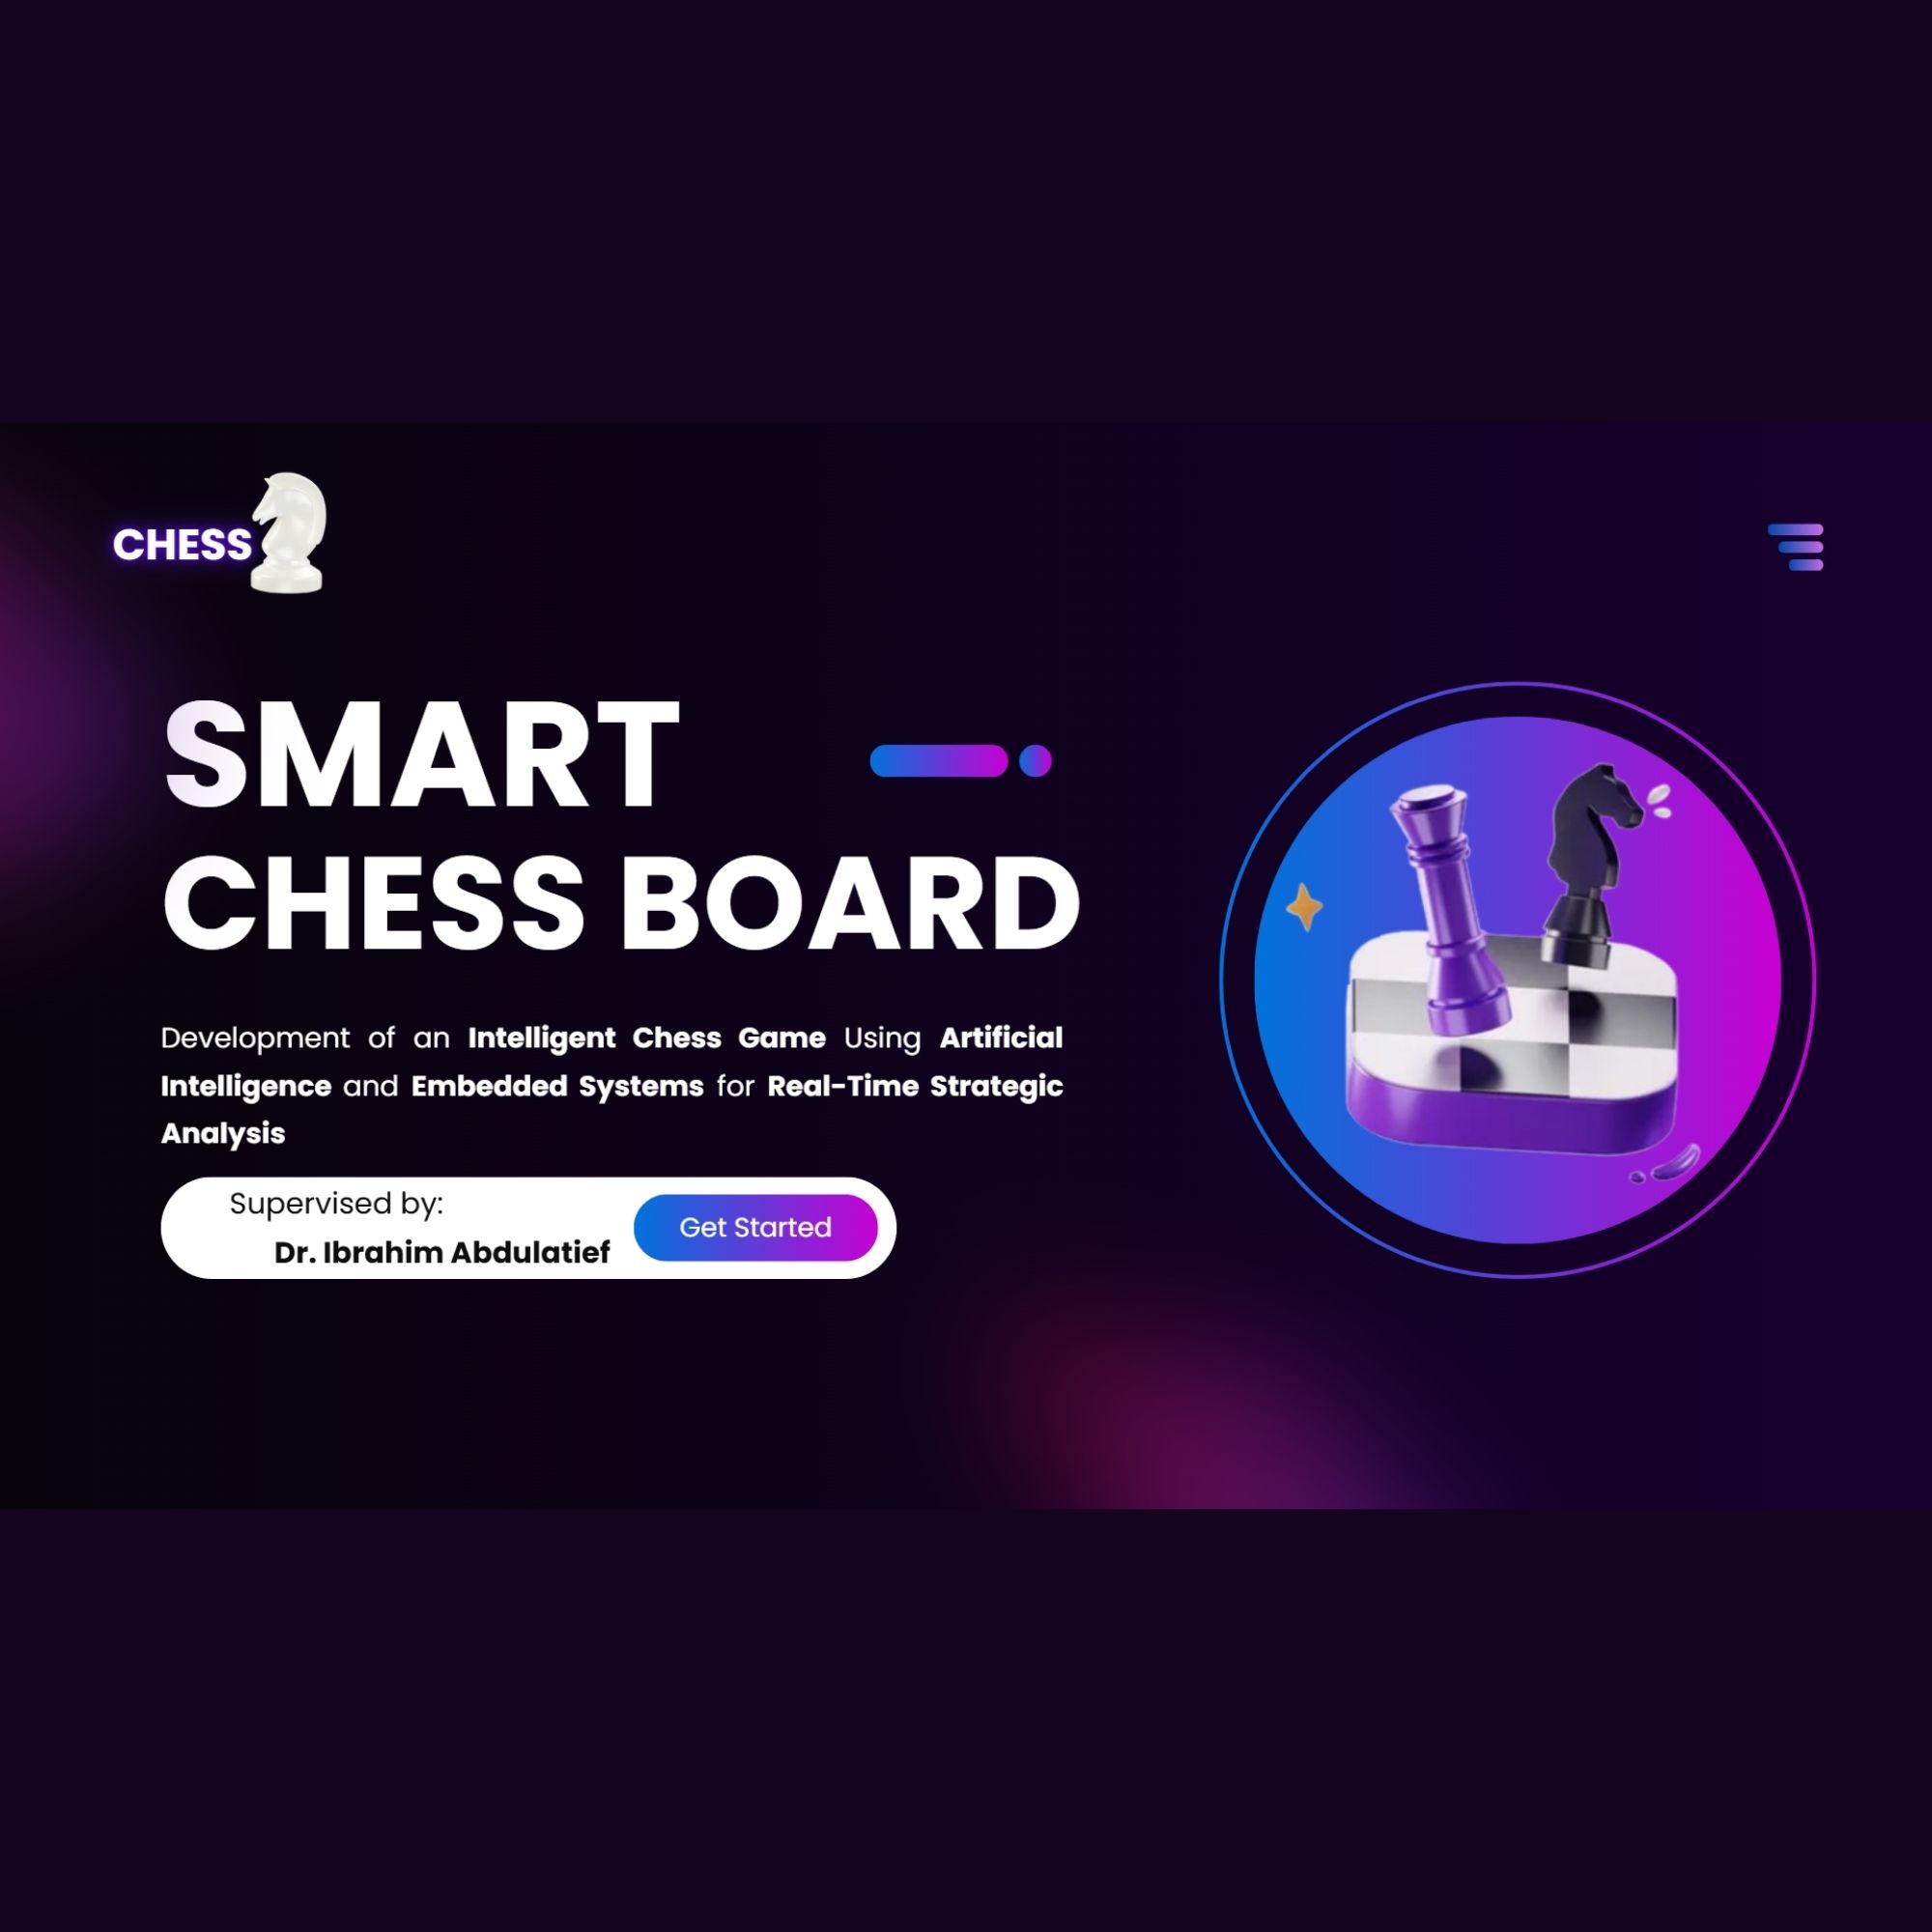 CHESS
SMART
CHESS BOARD
Development of an Intelligent Chess Game Using Artificial
Intelligence and Embedded Systems for Real-Time Strategic
Analysis
Supervised by:
Dr. Ibrahim Abdulatief
Get Started